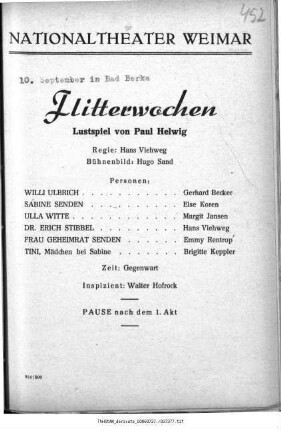 452
NATIONALTHEATER WEIMAR
10. September in Bad Berka
Flitterwochen
Lustspiel von Paul Helwig
Regie: Hans Viehweg
Bühnenbild: Hugo Sand
Personen:
WILLI ULBRICH . . . . . . . . . . Gerhard Becker
SABINE SENDEN . . . . . . . . . Else Koren
ULLA WITTE . . . . . . . . . . . Margit Jansen
DR. ERICH STIBBEL . . . . . . . . Hans Viehweg
FRAU GEHEIMRAT SENDEN . . . . . . Emmy Rentrup
TINI, Mädchen bei Sabine . . . . . . . Brigitte Keppler
Zeit: Gegenwart
Inspizient: Walter Hofrock
PAUSE nach dem 1. Akt